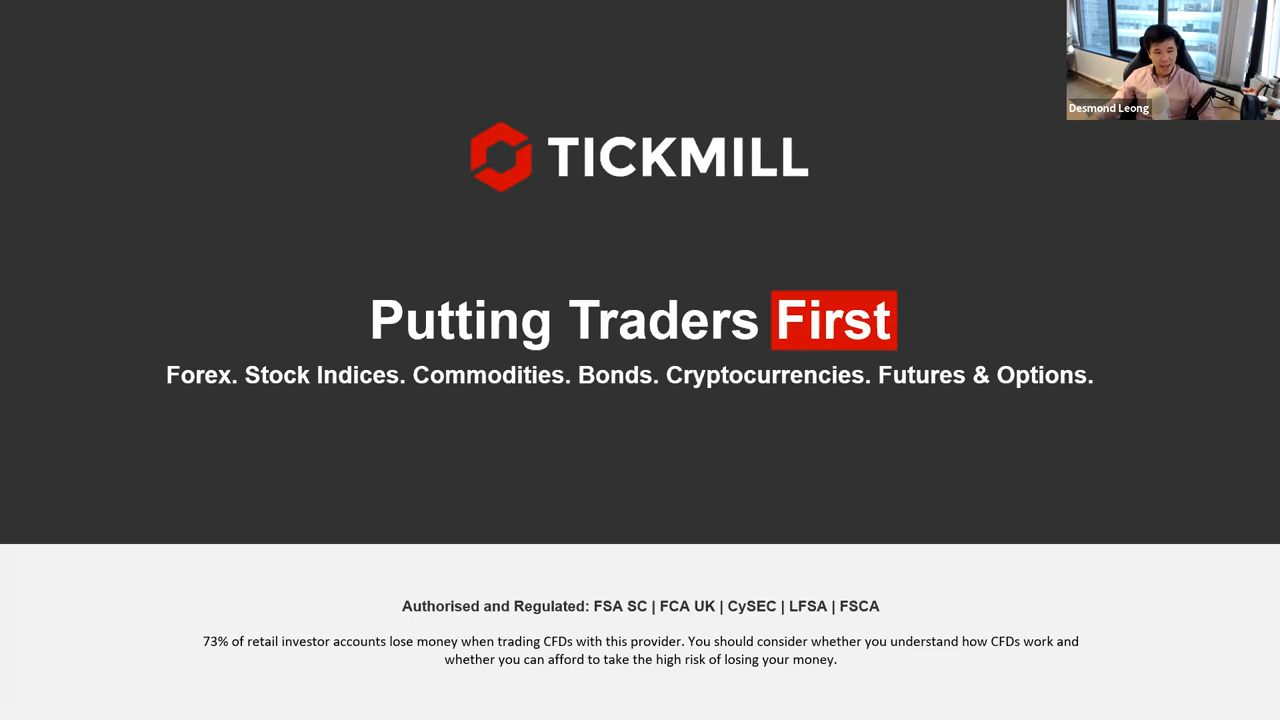 Desmond Leong
TICKMILL
Putting Traders First
Forex. Stock Indices. Commodities. Bonds. Cryptocurrencies. Futures & Options.
Authorised and Regulated: FSA SC | FCA UK | CySEC | LFSA | FSCA
73% of retail investor accounts lose money when trading CFDs with this provider. You should consider whether you understand how CFDs work and
whether you can afford to take the high risk of losing your money.